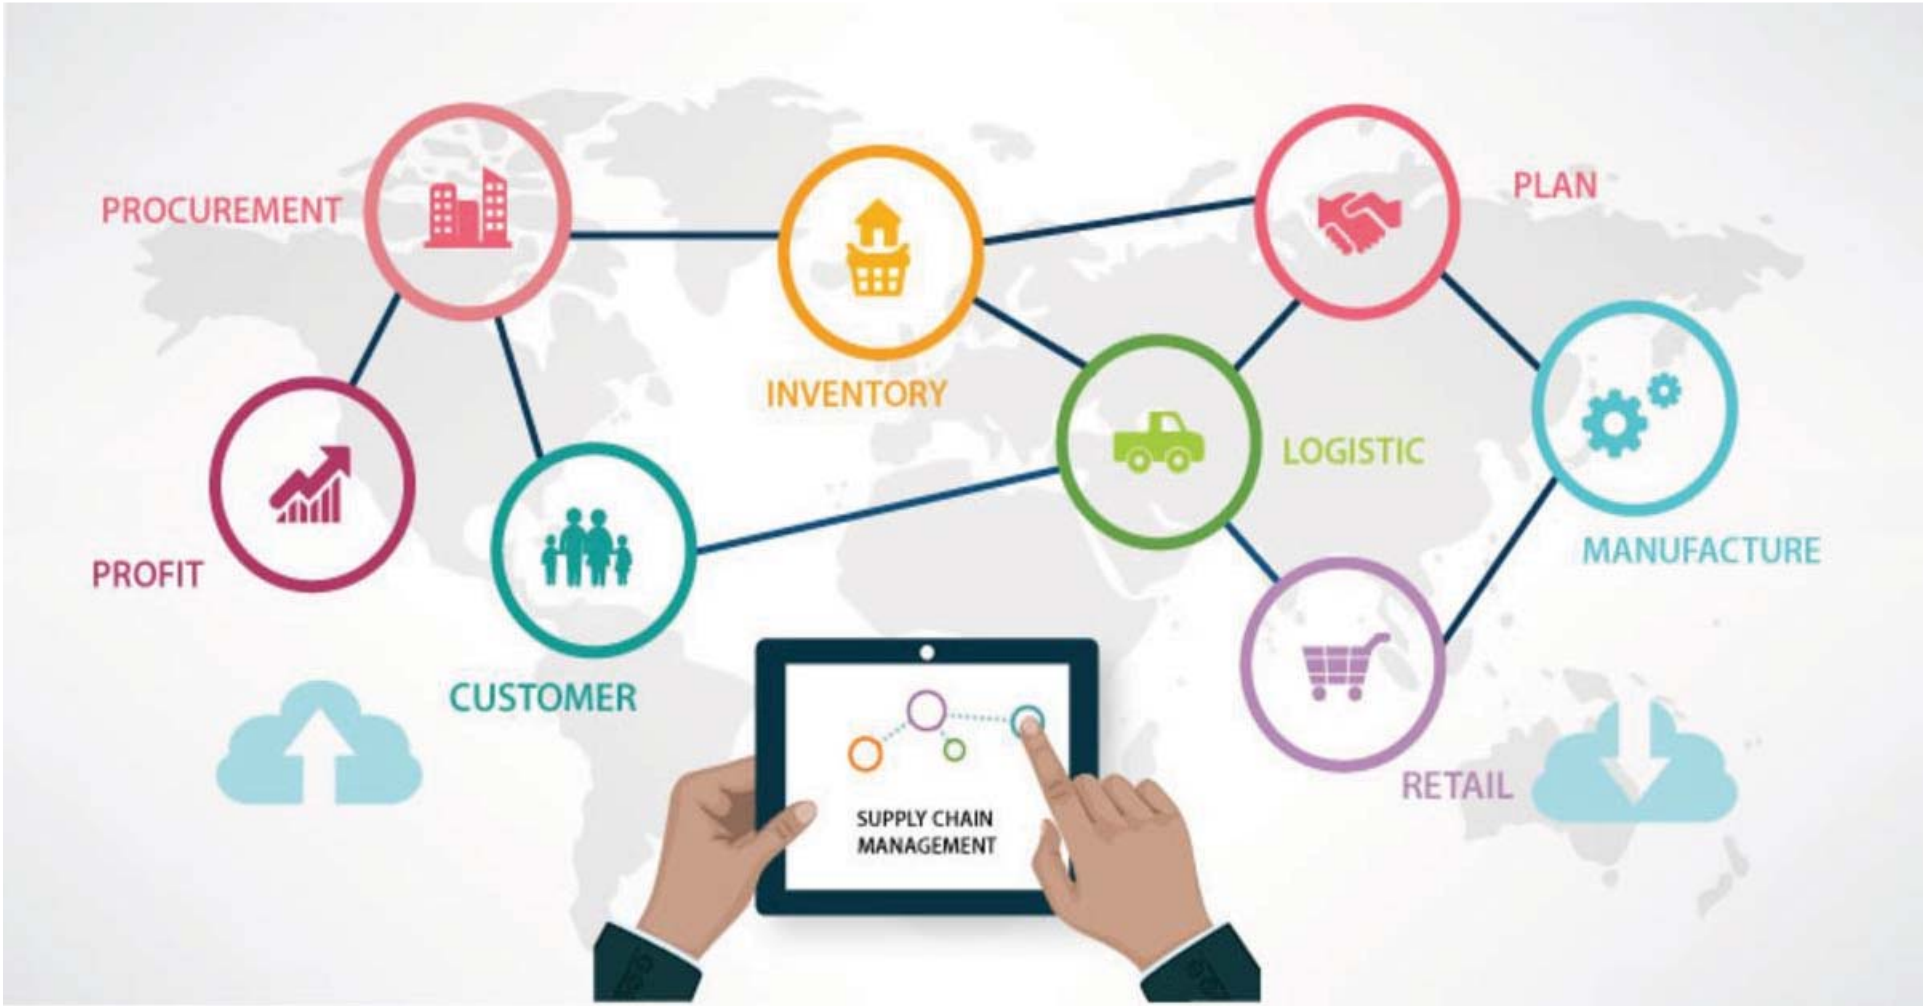 PROCUREMENT
PLAN
INVENTORY
LOGISTIC
MANUFACTURE
PROFIT
CUSTOMER
RETAIL
SUPPLY CHAIN
MANAGEMENT